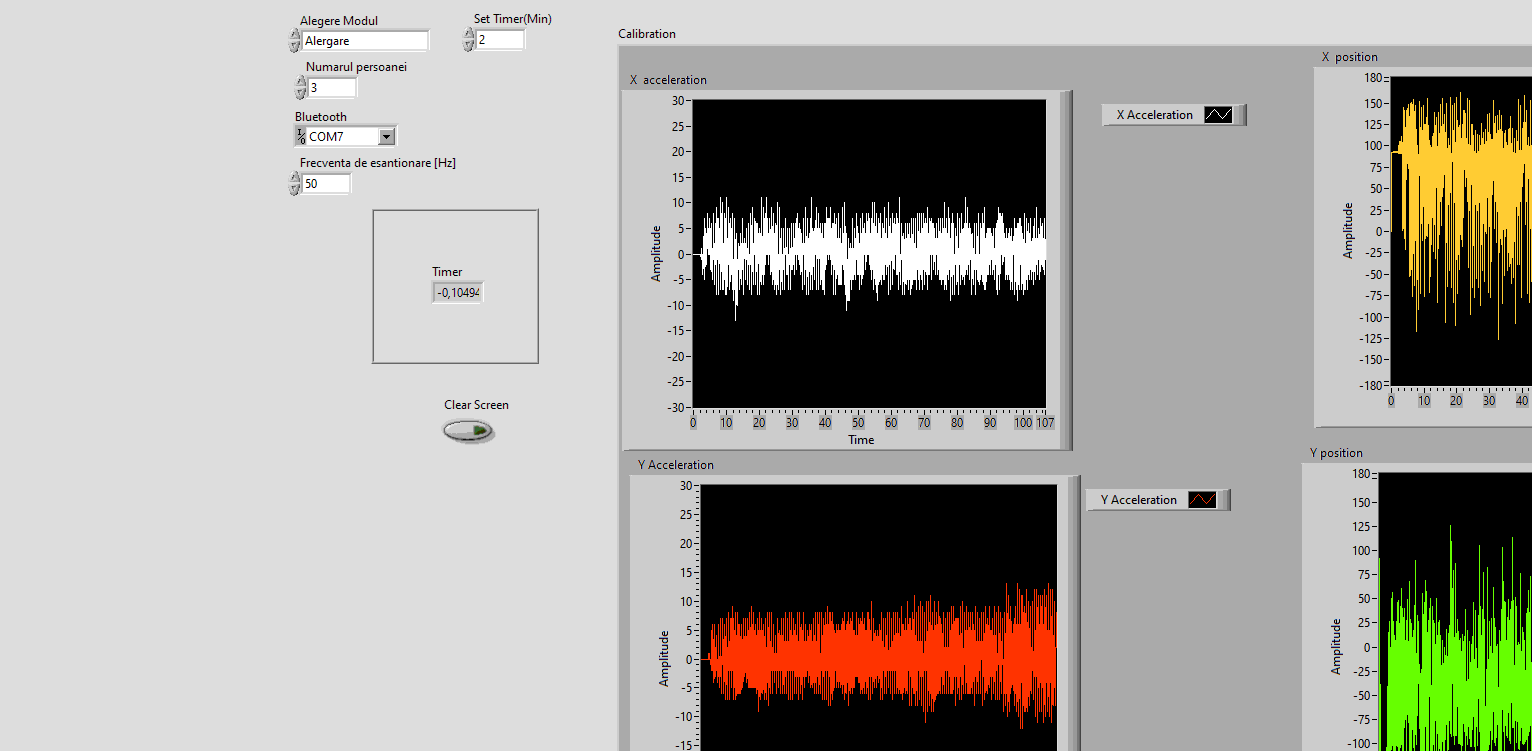 Alegere Modul
Alergare
Set Timer(Min)
2
Numarul persoanei
3
Bluetooth
I/O COM7
Frecventa de esantionare [Hz]
50
Timer
-0,10494
Clear Screen
Calibration
X acceleration
30
25
20
15
10
5
0
-5
-10
-15
-20
-25
-30
Amplitude
0 10 20 30 40 50 60 70 80 90 100 107
Time
X Acceleration
X position
180
150
125
100
75
50
25
0
-25
-50
-75
-100
-125
-150
-180
Amplitude
0 10 20 30 40
Y Acceleration
30
25
20
15
10
5
0
-5
-10
-15
Amplitude
Y Acceleration
Y position
180
150
125
100
75
50
25
0
-25
-50
-75
-100
Amplitude